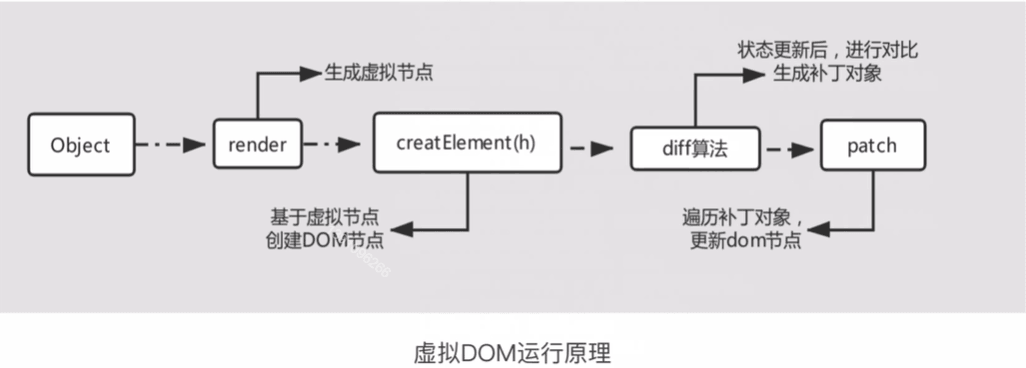 状态更新后，进行对比
生成补丁对象
生成虚拟节点
Object
render
creatElement(h)
diff算法
patch
基于虚拟节点
创建DOM节点
遍历补丁对象，
更新dom节点
虚拟DOM运行原理